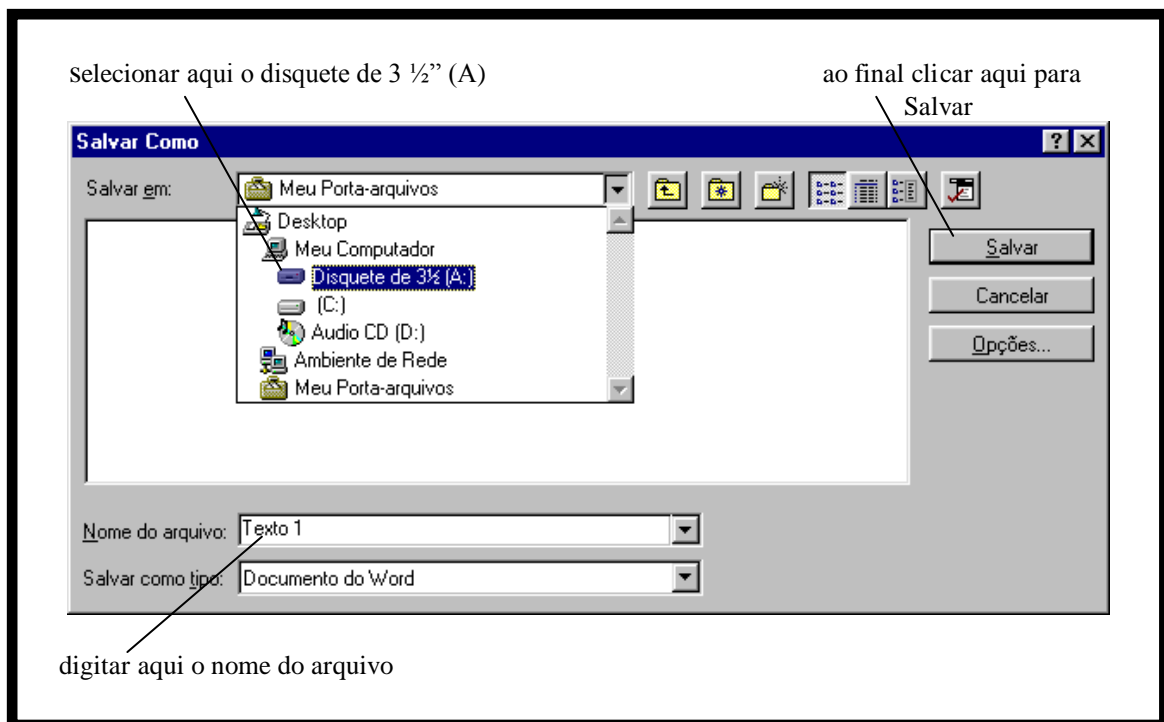 selecionar aqui o disquete de 3 ½” (A)
ao final clicar aqui para
Salvar
Salvar Como
Salvar em:
Meu Porta-arquivos
Desktop
Meu Computador
Disquete de 3½ (A:)
(C:)
Audio CD (D:)
Ambiente de Rede
Meu Porta-arquivos
Salvar
Cancelar
Opções...
Nome do arquivo: Texto 1
Salvar como tipo: Documento do Word
digitar aqui o nome do arquivo